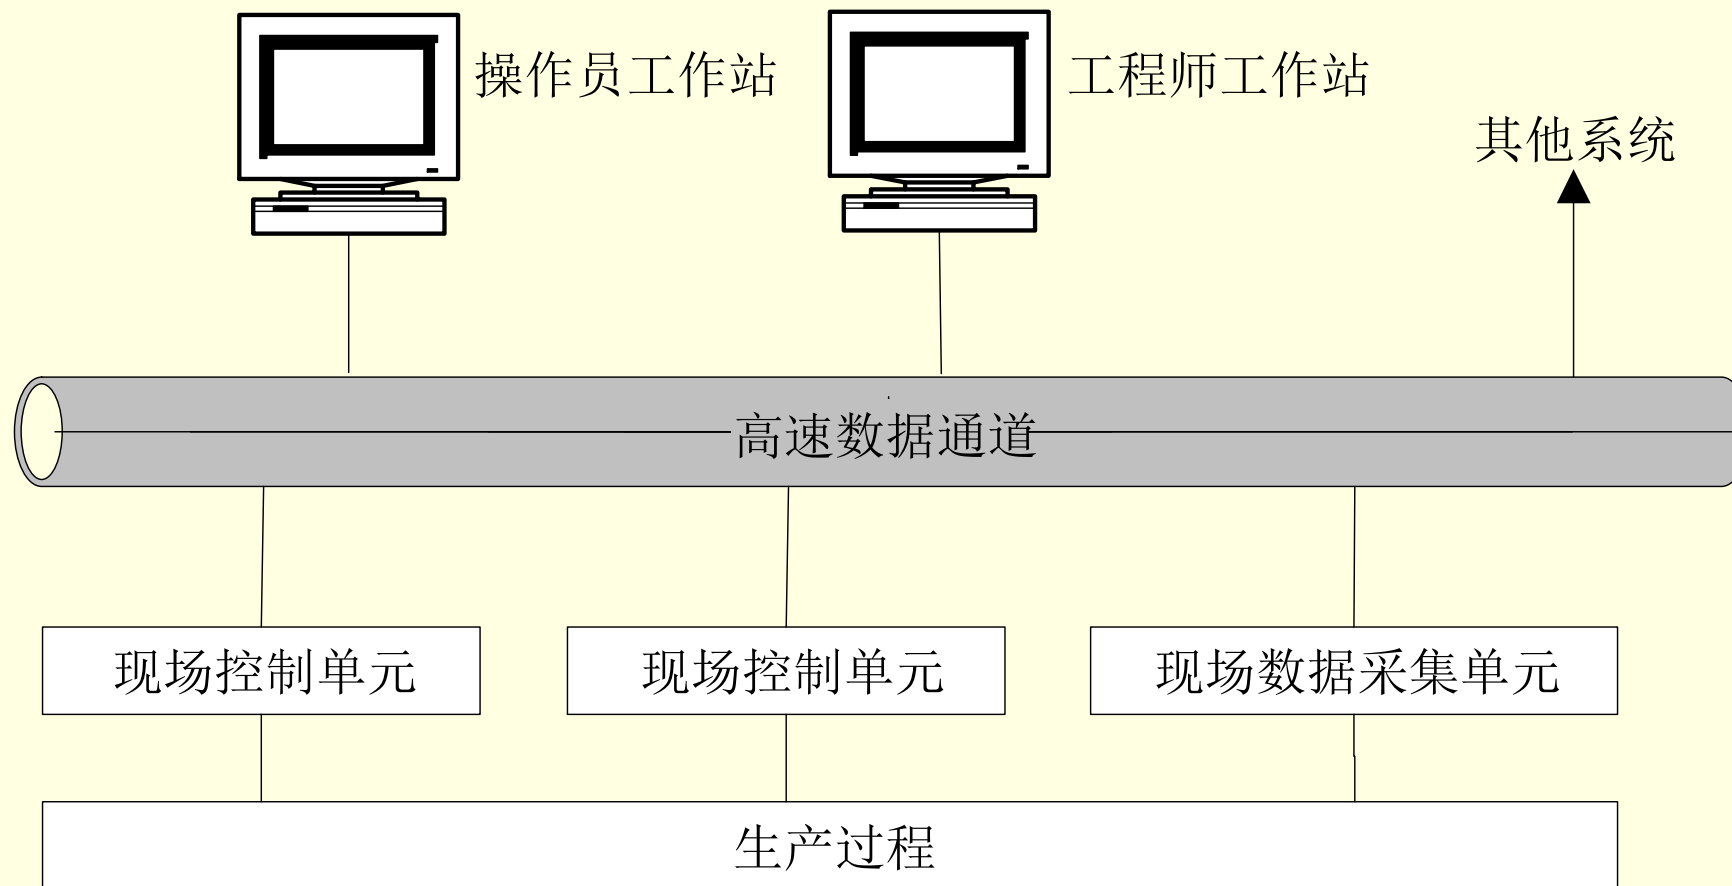 操作员工作站
工程师工作站
其他系统
高速数据通道
现场控制单元
现场控制单元
现场数据采集单元
生产过程